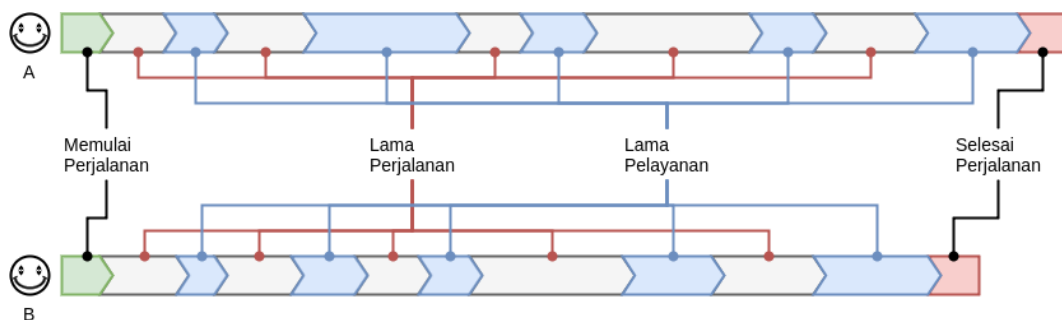 A
Memulai
Perjalanan
Lama
Perjalanan
Lama
Pelayanan
Selesai
Perjalanan
B